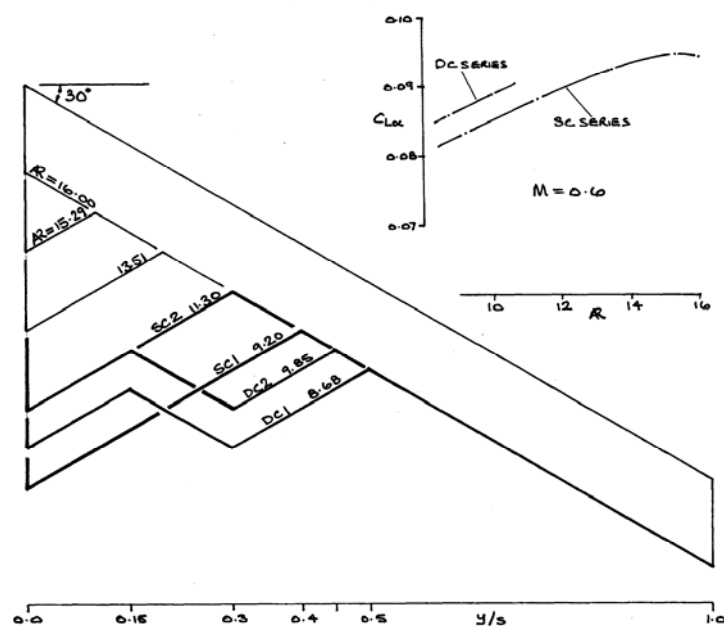 0.10
DC SERIES
0.09
CLα
SC SERIES
0.08
M = 0.6
0.07
10 12 14 16
AR
30°
AR=16.0
AR=15.29
13.51
SC2 11.30
SC1 9.20
DC2 9.85
DC1 8.68
0.0 0.15 0.3 0.4 0.5 y/s 1.0